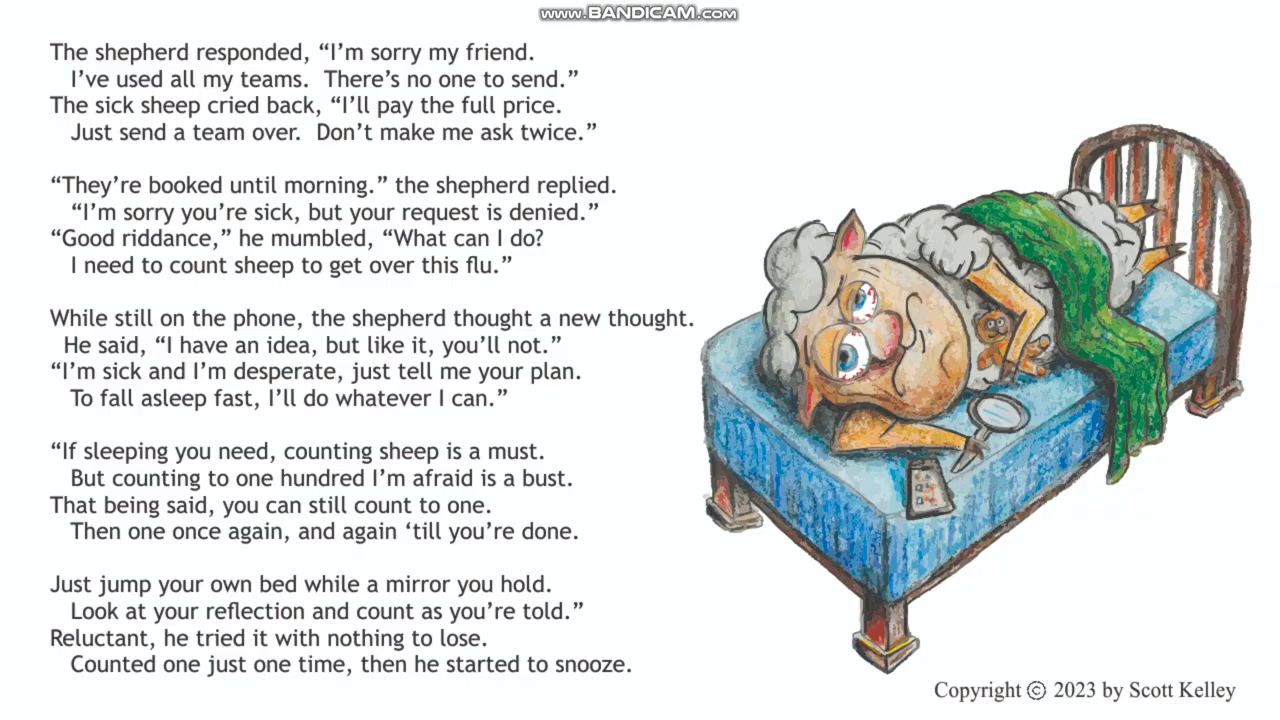 www.BANDICAM.com
The shepherd responded, “I’m sorry my friend.
I’ve used all my teams.  There’s no one to send.”
The sick sheep cried back, “I’ll pay the full price.
Just send a team over.  Don’t make me ask twice.”
“They’re booked until morning.” the shepherd replied.
“I’m sorry you’re sick, but your request is denied.”
“Good riddance,” he mumbled, “What can I do?
I need to count sheep to get over this flu.”
While still on the phone, the shepherd thought a new thought.
He said, “I have an idea, but like it, you’ll not.”
“I’m sick and I’m desperate, just tell me your plan.
To fall asleep fast, I’ll do whatever I can.”
“If sleeping you need, counting sheep is a must.
But counting to one hundred I’m afraid is a bust.
That being said, you can still count to one.
Then one once again, and again ‘till you’re done.
Just jump your own bed while a mirror you hold.
Look at your reflection and count as you’re told.”
Reluctant, he tried it with nothing to lose.
Counted one just one time, then he started to snooze.
Copyright © 2023 by Scott Kelley